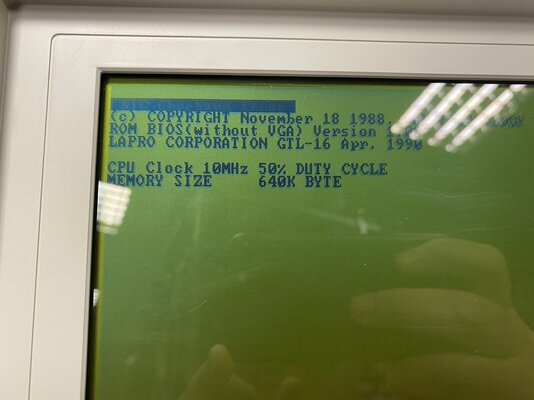 (c) COPYRIGHT November 18 1988.
ROM BIOS(without VGA) Version
LAPRO CORPORATION GTL-16 Apr. 1990
CPU Clock 10MHz 50% DUTY CYCLE
MEMORY SIZE 640K BYTE